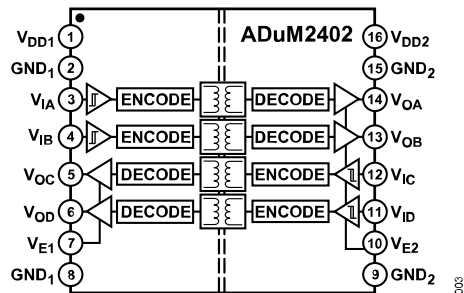 ADuM2402
VDD1 1 16 VDD2
GND1 2 15 GND2
VIA 3 ENCODE DECODE 14 VOA
VIB 4 ENCODE DECODE 13 VOB
VOC 5 DECODE ENCODE 12 VIC
VOD 6 DECODE ENCODE 11 VID
VE1 7 10 VE2
GND1 8 9 GND2
003